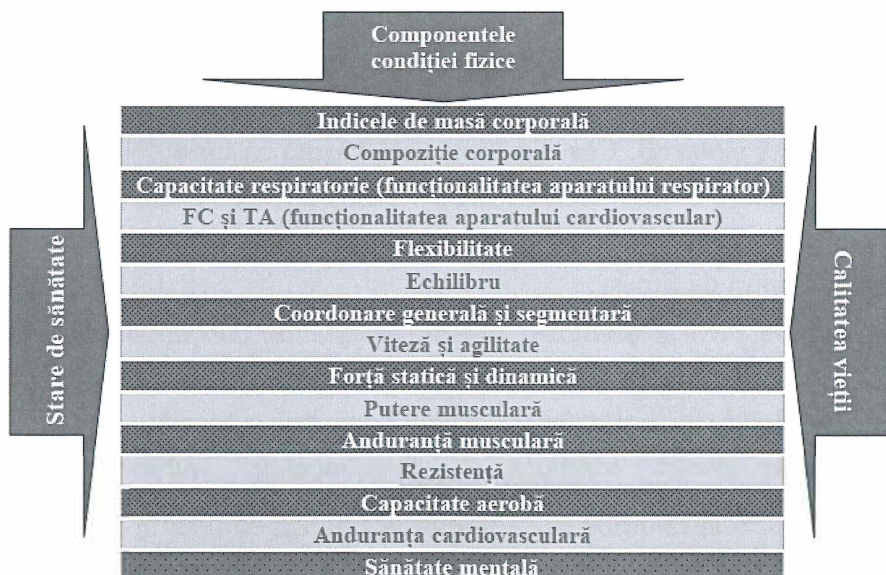 Componentele
condiției fizice
Indicele de masă corporală
Compoziție corporală
Capacitate respiratorie (funcționalitatea aparatului respirator)
FC și TA (funcționalitatea aparatului cardiovascular)
Flexibilitate
Echilibru
Coordonare generală și segmentară
Viteză și agilitate
Forță statică și dinamică
Putere musculară
Anduranță musculară
Rezistență
Capacitate aerobă
Anduranța cardiovasculară
Sănătate mentală
Stare de sănătate
Calitatea vieții